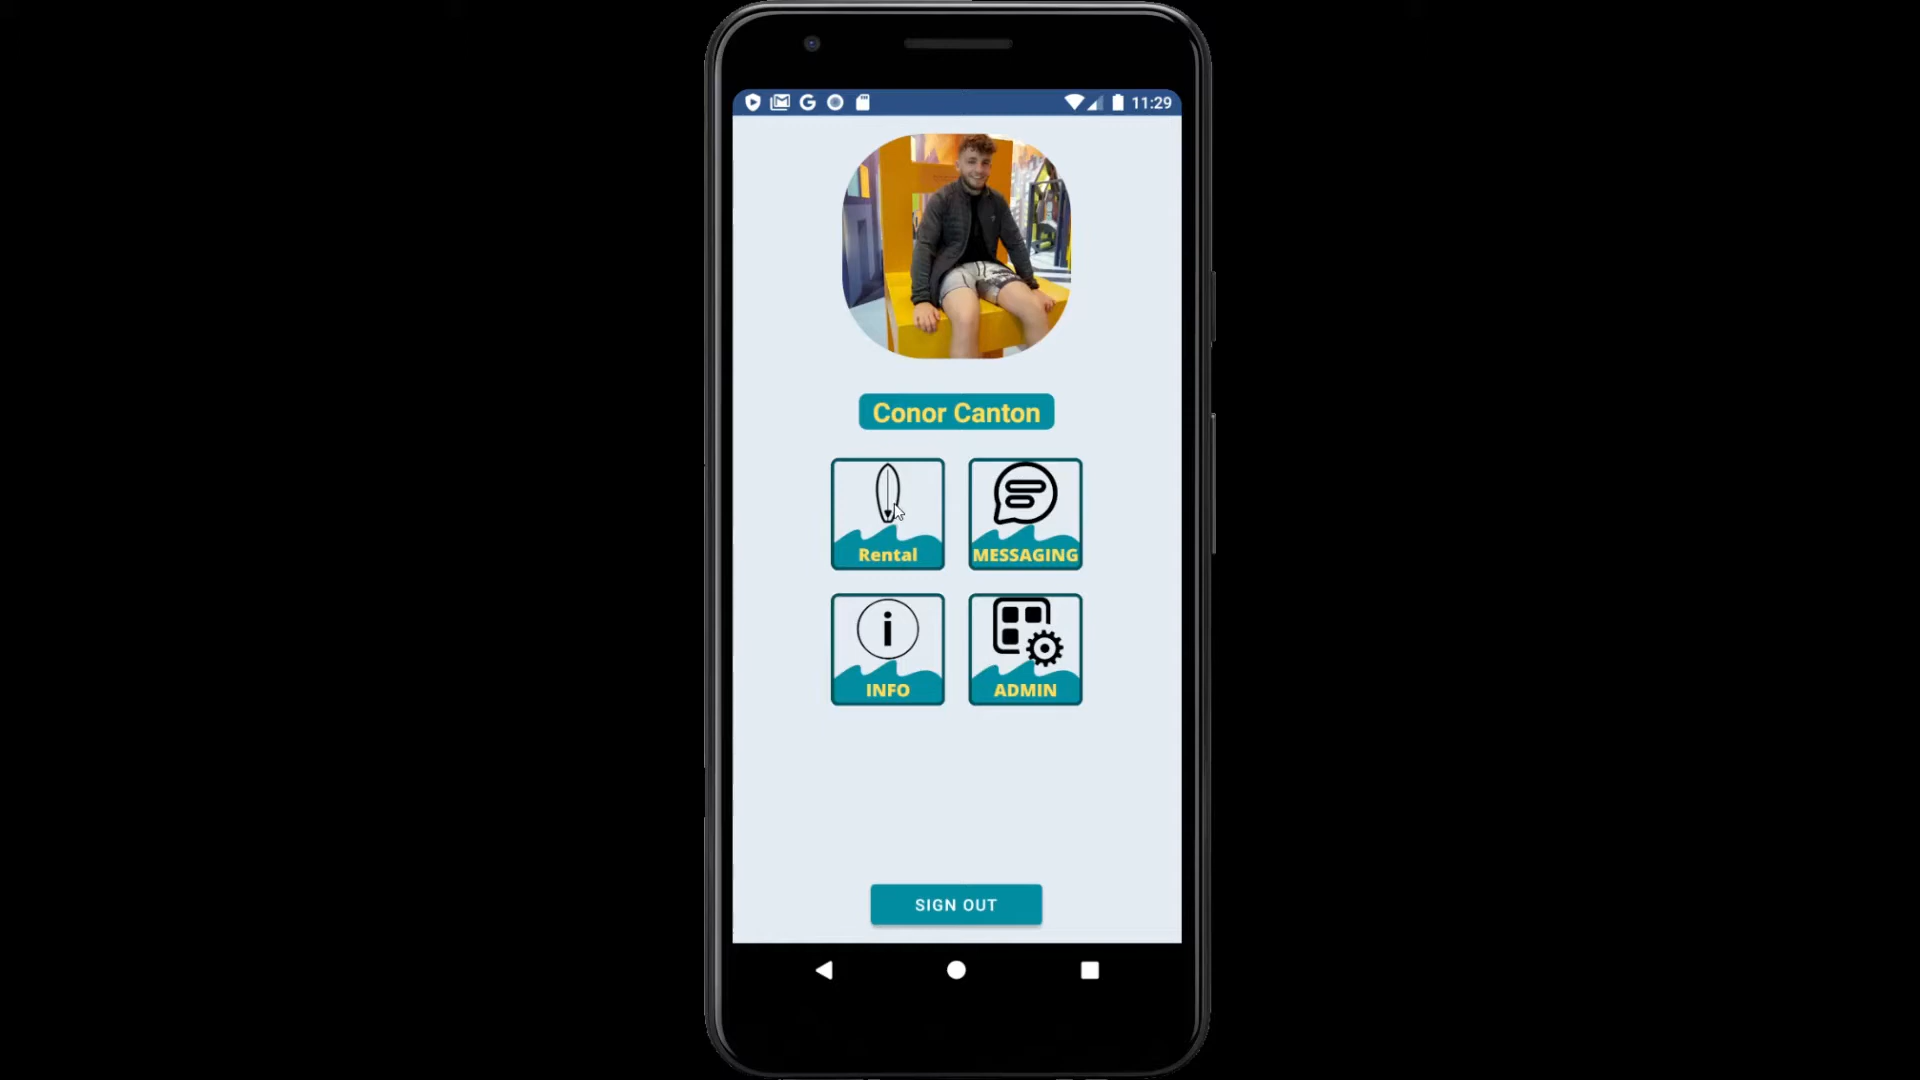 11:29
Conor Canton
Rental
MESSAGING
INFO
ADMIN
SIGN OUT